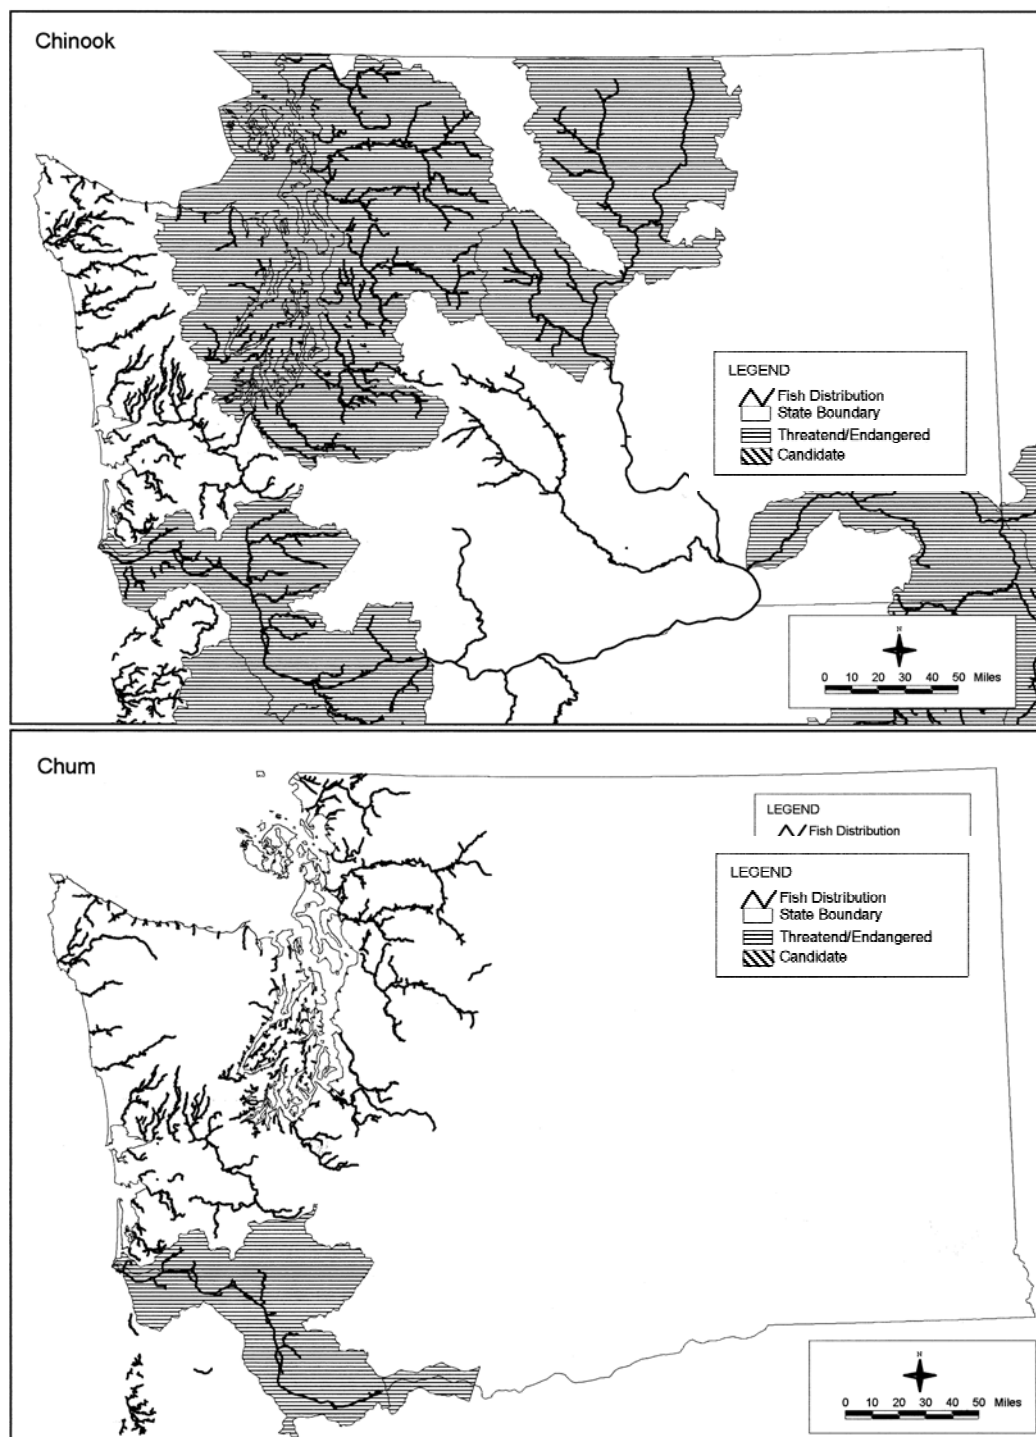 Chinook
LEGEND
Fish Distribution
State Boundary
Threatend/Endangered
Candidate
N
0 10 20 30 40 50 Miles
Chum
LEGEND
Fish Distribution
LEGEND
Fish Distribution
State Boundary
Threatend/Endangered
Candidate
N
0 10 20 30 40 50 Miles